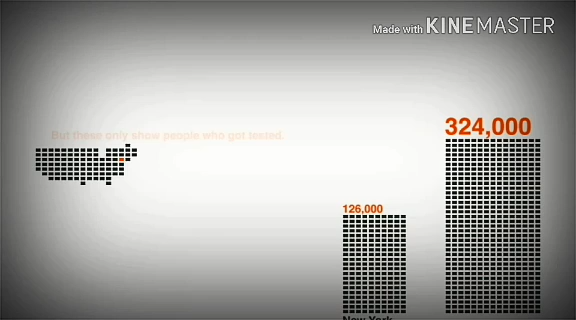 Made with KINEMASTER
But these only show people who got tested.
324,000
126,000
New York